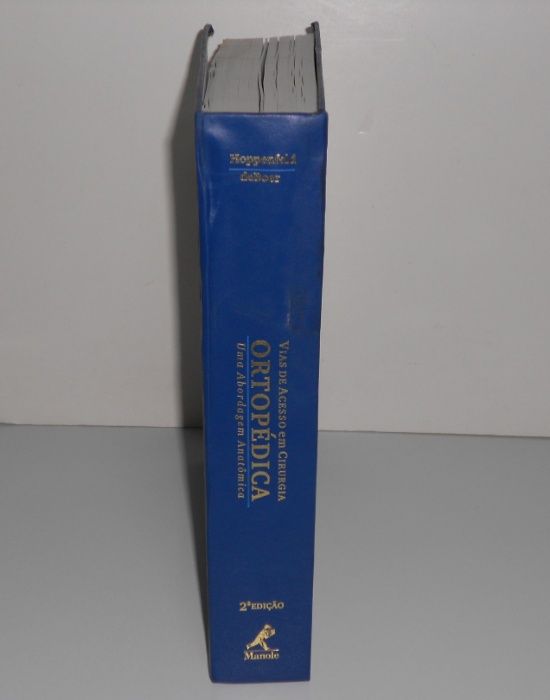 Hoppenfeld
deBoer
VIAS DE ACESSO em CIRURGIA
ORTOPÉDICA
Uma Abordagem Anatômica
2ª EDIÇÃO
Manole